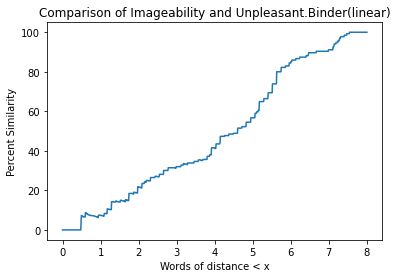 Comparison of Imageability and Unpleasant.Binder(linear)
100
80
60
40
20
0
Percent Similarity
0 1 2 3 4 5 6 7 8
Words of distance < x